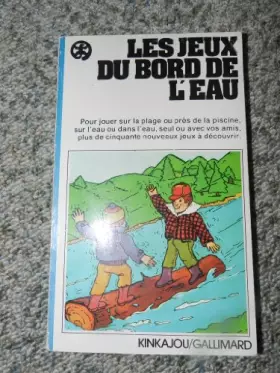 LES JEUX
DU BORD DE
L'EAU
Pour jouer sur la plage ou près de la piscine,
sur l'eau ou dans l'eau, seul ou avec vos amis,
plus de cinquante nouveaux jeux à découvrir.
KINKAJOU/GALLIMARD